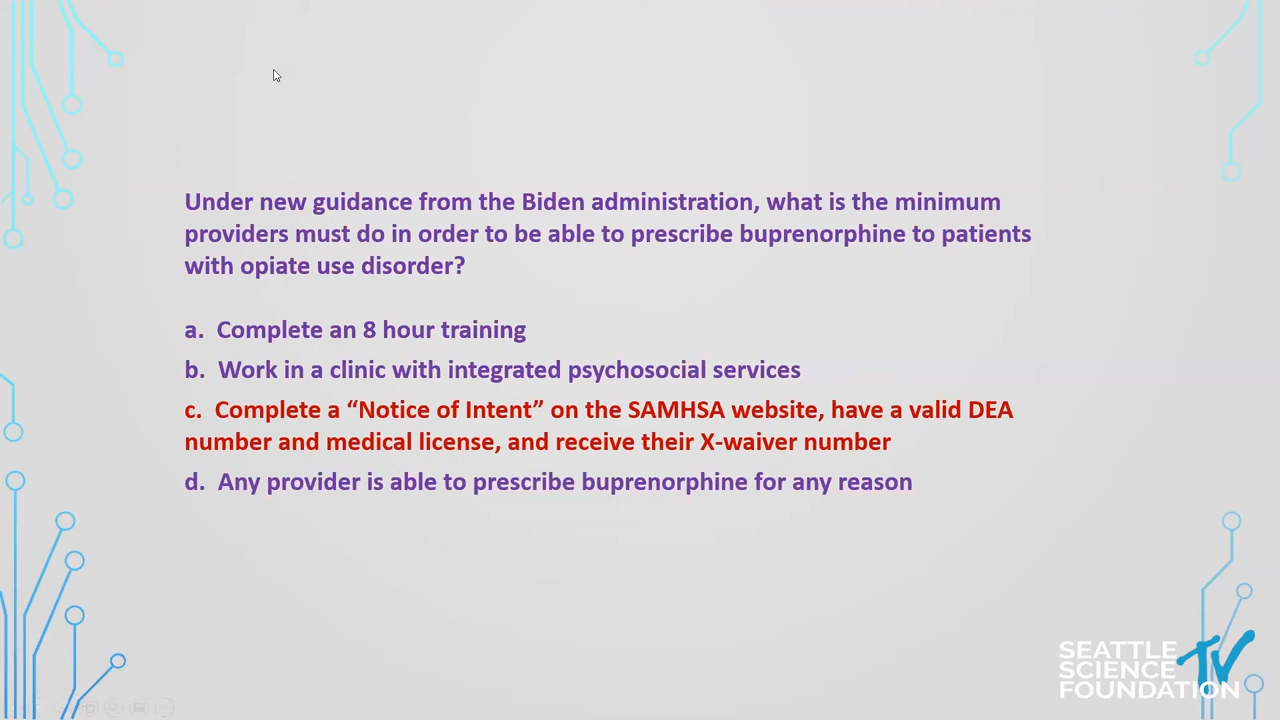 Under new guidance from the Biden administration, what is the minimum
providers must do in order to be able to prescribe buprenorphine to patients
with opiate use disorder?
a. Complete an 8 hour training
b. Work in a clinic with integrated psychosocial services
c. Complete a “Notice of Intent” on the SAMHSA website, have a valid DEA
number and medical license, and receive their X-waiver number
d. Any provider is able to prescribe buprenorphine for any reason
SEATTLE
SCIENCE
FOUNDATION
TV